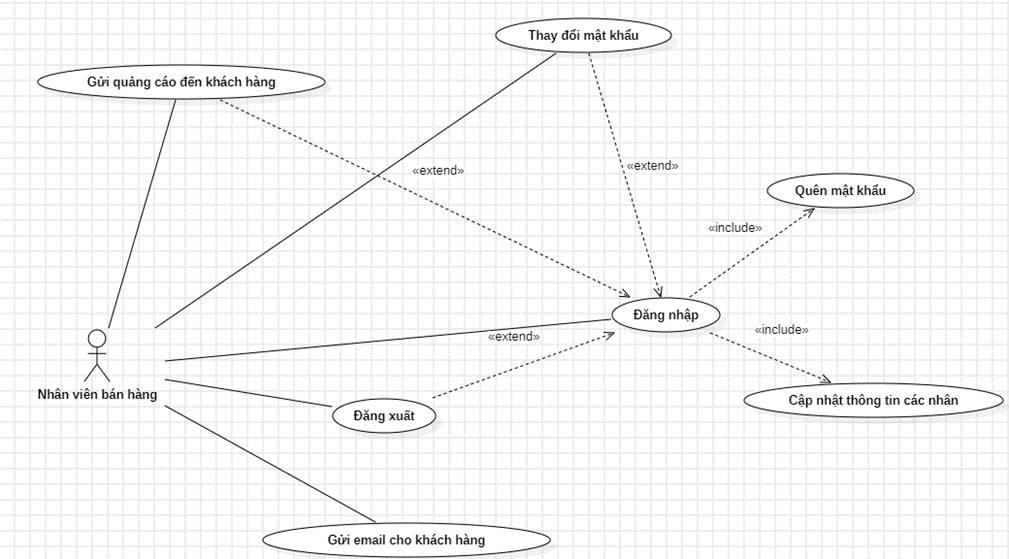 Thay đổi mật khẩu
Gửi quảng cáo đến khách hàng
«extend»
«extend»
Quên mật khẩu
«include»
Đăng nhập
«include»
«extend»
Nhân viên bán hàng
Cập nhật thông tin các nhân
Đăng xuất
Gửi email cho khách hàng